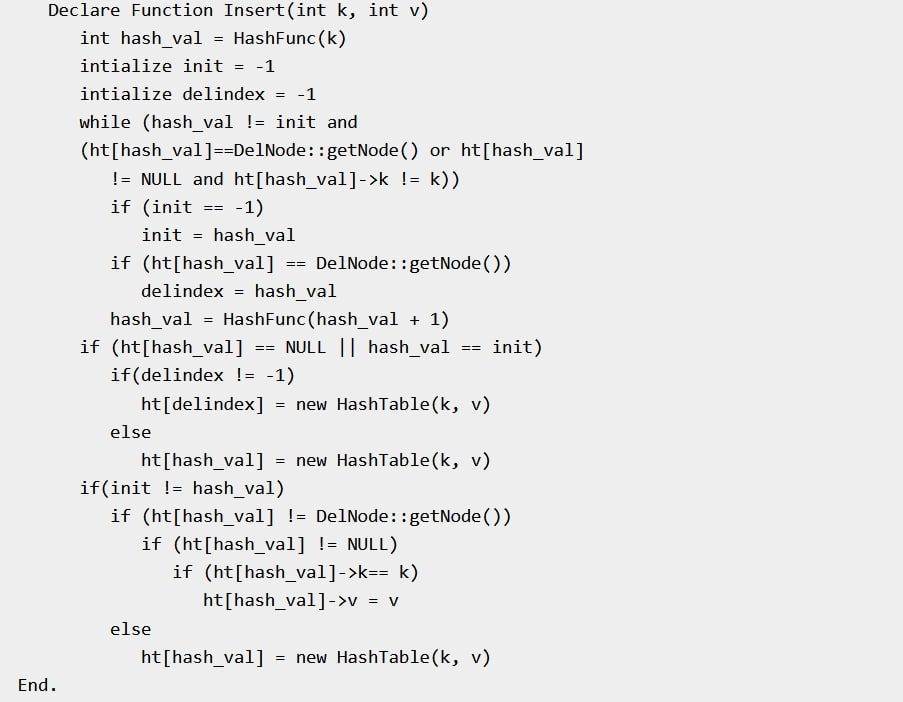 Declare Function Insert(int k, int v)
int hash_val = HashFunc(k)
intialize init = -1
intialize delindex = -1
while (hash_val != init and
(ht[hash_val]==DelNode::getNode() or ht[hash_val]
!= NULL and ht[hash_val]->k != k))
if (init == -1)
init = hash_val
if (ht[hash_val] == DelNode::getNode())
delindex = hash_val
hash_val = HashFunc(hash_val + 1)
if (ht[hash_val] == NULL || hash_val == init)
if(delindex != -1)
ht[delindex] = new HashTable(k, v)
else
ht[hash_val] = new HashTable(k, v)
if(init != hash_val)
if (ht[hash_val] != DelNode::getNode())
if (ht[hash_val] != NULL)
if (ht[hash_val]->k== k)
ht[hash_val]->v = v
else
ht[hash_val] = new HashTable(k, v)
End.